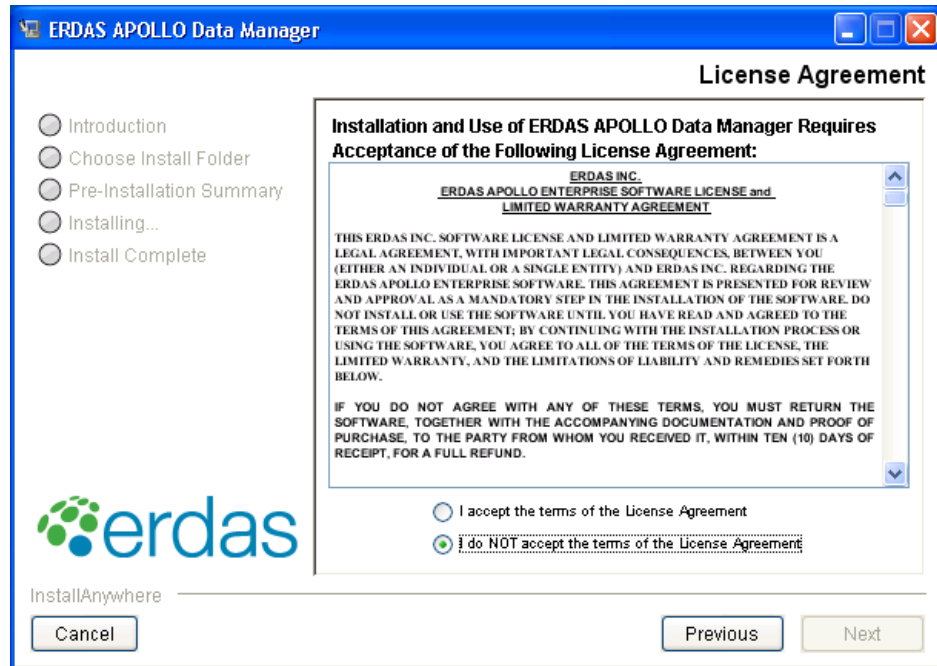 ERDAS APOLLO Data Manager
License Agreement
Introduction
Choose Install Folder
Pre-Installation Summary
Installing...
Install Complete
Installation and Use of ERDAS APOLLO Data Manager Requires
Acceptance of the Following License Agreement:
ERDAS INC.
ERDAS APOLLO ENTERPRISE SOFTWARE LICENSE and
LIMITED WARRANTY AGREEMENT
THIS ERDAS INC. SOFTWARE LICENSE AND LIMITED WARRANTY AGREEMENT IS A
LEGAL AGREEMENT, WITH IMPORTANT LEGAL CONSEQUENCES, BETWEEN YOU
(EITHER AN INDIVIDUAL OR A SINGLE ENTITY) AND ERDAS INC. REGARDING THE
ERDAS APOLLO ENTERPRISE SOFTWARE. THIS AGREEMENT IS PRESENTED FOR REVIEW
AND APPROVAL AS A MANDATORY STEP IN THE INSTALLATION OF THE SOFTWARE. DO
NOT INSTALL OR USE THE SOFTWARE UNTIL YOU HAVE READ AND AGREED TO THE
TERMS OF THIS AGREEMENT; BY CONTINUING WITH THE INSTALLATION PROCESS OR
USING THE SOFTWARE, YOU AGREE TO ALL OF THE TERMS OF THE LICENSE, THE
LIMITED WARRANTY, AND THE LIMITATIONS OF LIABILITY AND REMEDIES SET FORTH
BELOW.
IF YOU DO NOT AGREE WITH ANY OF THESE TERMS, YOU MUST RETURN THE
SOFTWARE, TOGETHER WITH THE ACCOMPANYING DOCUMENTATION AND PROOF OF
PURCHASE, TO THE PARTY FROM WHOM YOU RECEIVED IT, WITHIN TEN (10) DAYS OF
RECEIPT, FOR A FULL REFUND.
I accept the terms of the License Agreement
I do NOT accept the terms of the License Agreement
erdas
InstallAnywhere
Cancel
Previous
Next